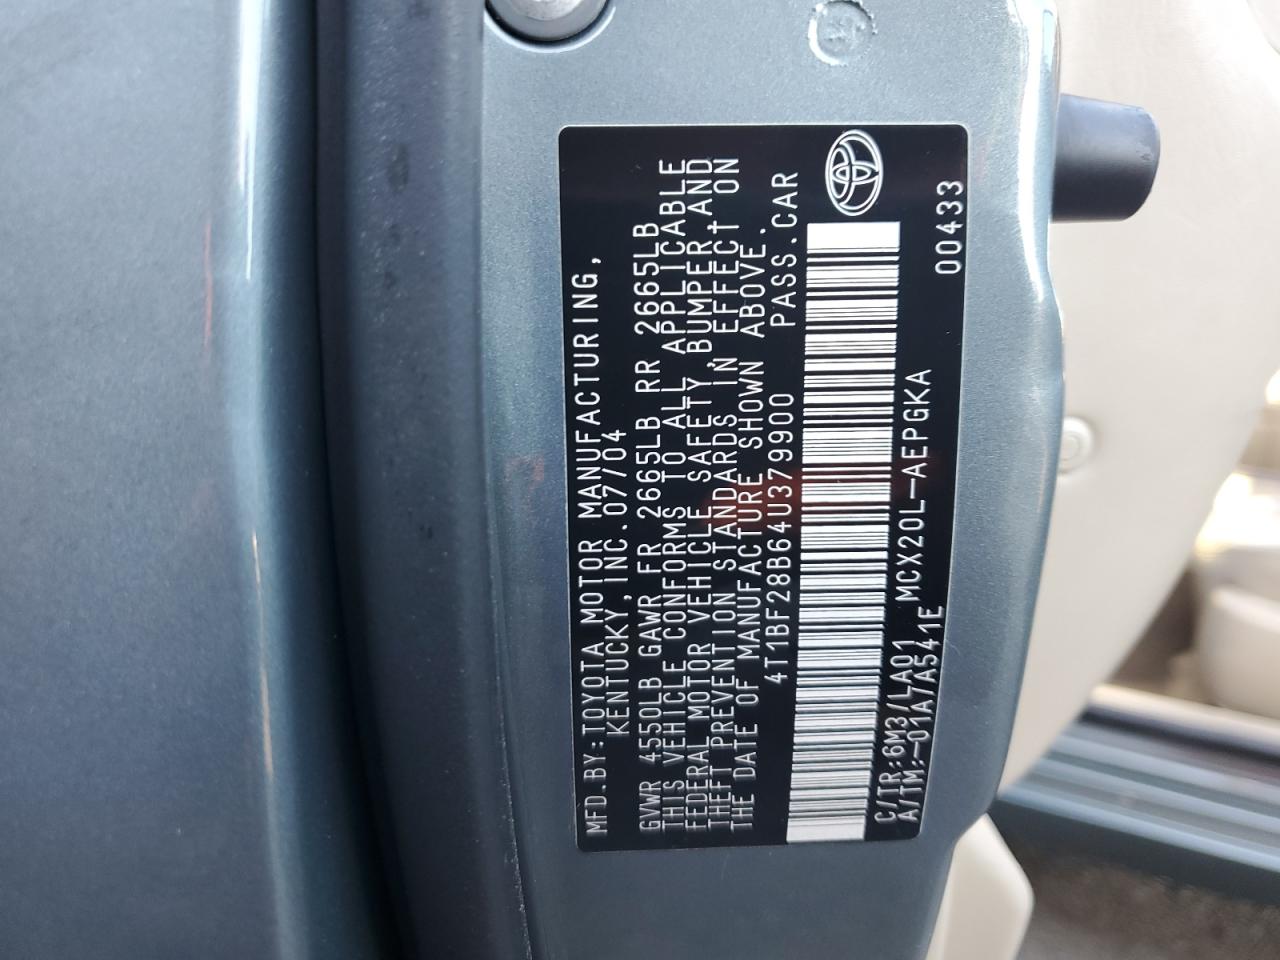 MFD.BY:TOYOTA MOTOR MANUFACTURING,
KENTUCKY,INC.07/04
GVWR 4550LB GAWR FR 2665LB RR 2665LB
THIS VEHICLE CONFORMS TO ALL APPLICABLE
FEDERAL MOTOR VEHICLE SAFETY,BUMPER,AND
THEFT PREVENTION STANDARDS IN EFFECT ON
THE DATE OF MANUFACTURE SHOWN ABOVE.
4T1BF28B64U379900 PASS.CAR
C/TR:6M3/LA01 MCX20L-AEPGKA 00433
A/TM:-01A/A541E